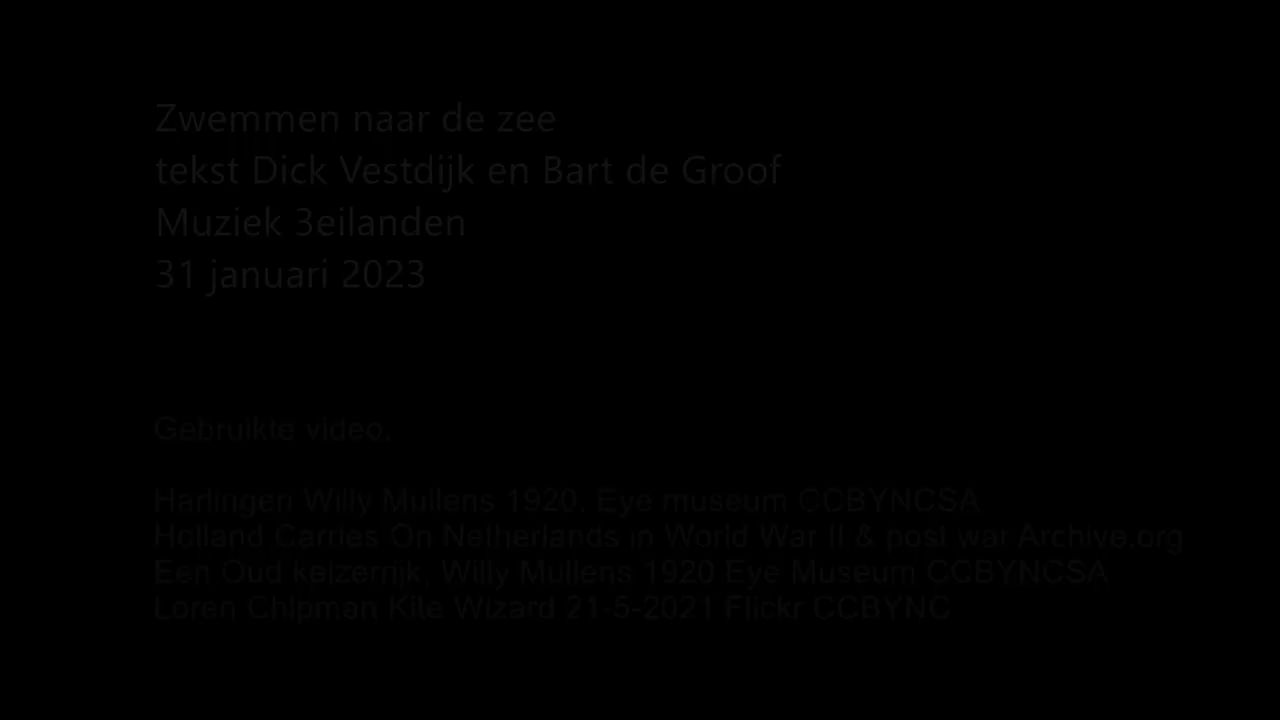 Zwemmen naar de zee
tekst Dick Vestdijk en Bart de Groof
Muziek 3eilanden
31 januari 2023
Gebruikte video.
Harlingen Willy Mullens 1920. Eye museum CCBYNCSA
Holland Carries On Netherlands in World War II & post war Archive.org
Een Oud keizerrijk, Willy Mullens 1920 Eye Museum CCBYNCSA
Loren Chipman Kite Wizard 21-5-2021 Flickr CCBYNC